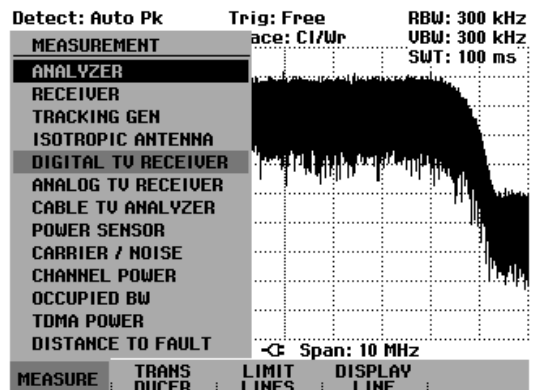 Detect: Auto Pk Trig: Free RBW: 300 kHz
ace: Cl/Wr VBW: 300 kHz
SWT: 100 ms
MEASUREMENT
ANALYZER
RECEIVER
TRACKING GEN
ISOTROPIC ANTENNA
DIGITAL TV RECEIVER
ANALOG TV RECEIVER
CABLE TV ANALYZER
POWER SENSOR
CARRIER / NOISE
CHANNEL POWER
OCCUPIED BW
TDMA POWER
DISTANCE TO FAULT
Span: 10 MHz
MEASURE TRANS DUCER LIMIT LINES DISPLAY LINE